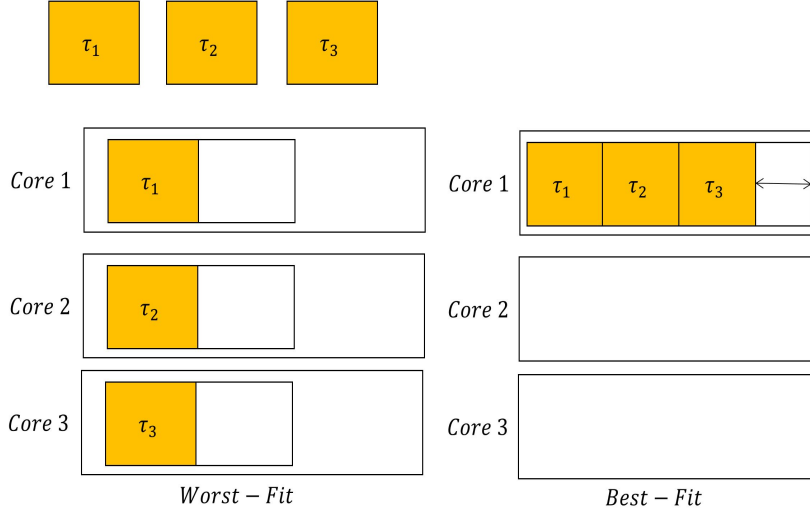 τ₁ τ₂ τ₃
Core 1 τ₁
Core 2 τ₂
Core 3 τ₃
Worst − Fit
Core 1 τ₁ τ₂ τ₃
Core 2
Core 3
Best − Fit